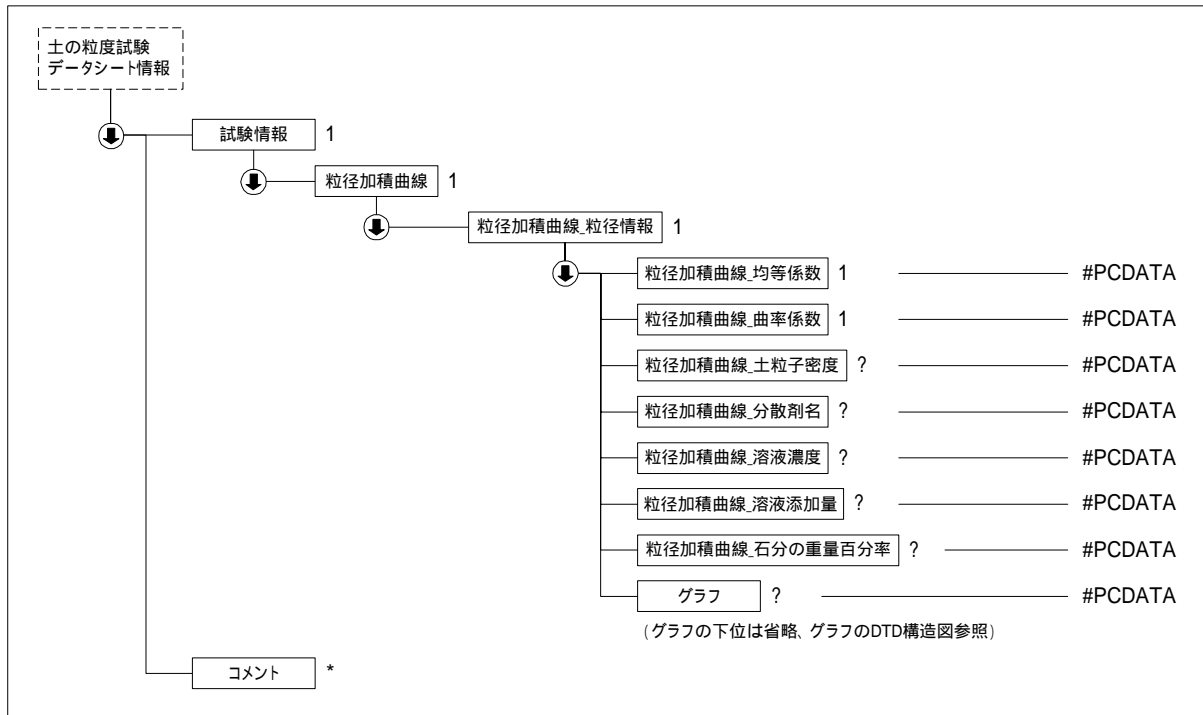 土の粒度試験
データシート情報
試験情報 1
粒径加積曲線 1
粒径加積曲線_粒径情報 1
粒径加積曲線_均等係数 1 #PCDATA
粒径加積曲線_曲率係数 1 #PCDATA
粒径加積曲線_土粒子密度 ? #PCDATA
粒径加積曲線_分散剤名 ? #PCDATA
粒径加積曲線_溶液濃度 ? #PCDATA
粒径加積曲線_溶液添加量 ? #PCDATA
粒径加積曲線_石分の重量百分率 ? #PCDATA
グラフ ? #PCDATA
(グラフの下位は省略、グラフのDTD構造図参照)
コメント *